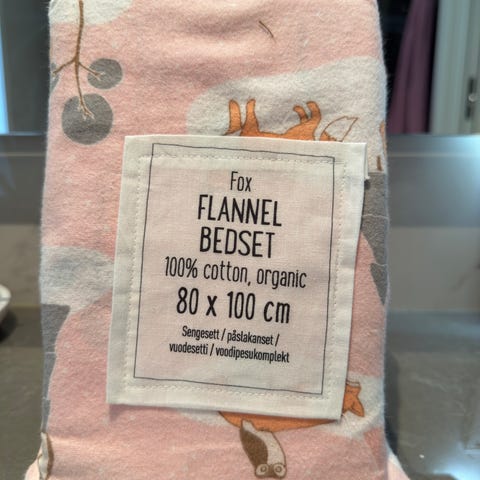 Fox
FLANNEL
BEDSET
100% cotton, organic
80 x 100 cm
Sengesett / påslakanset /
vuodesetti / voodipesukomplekt